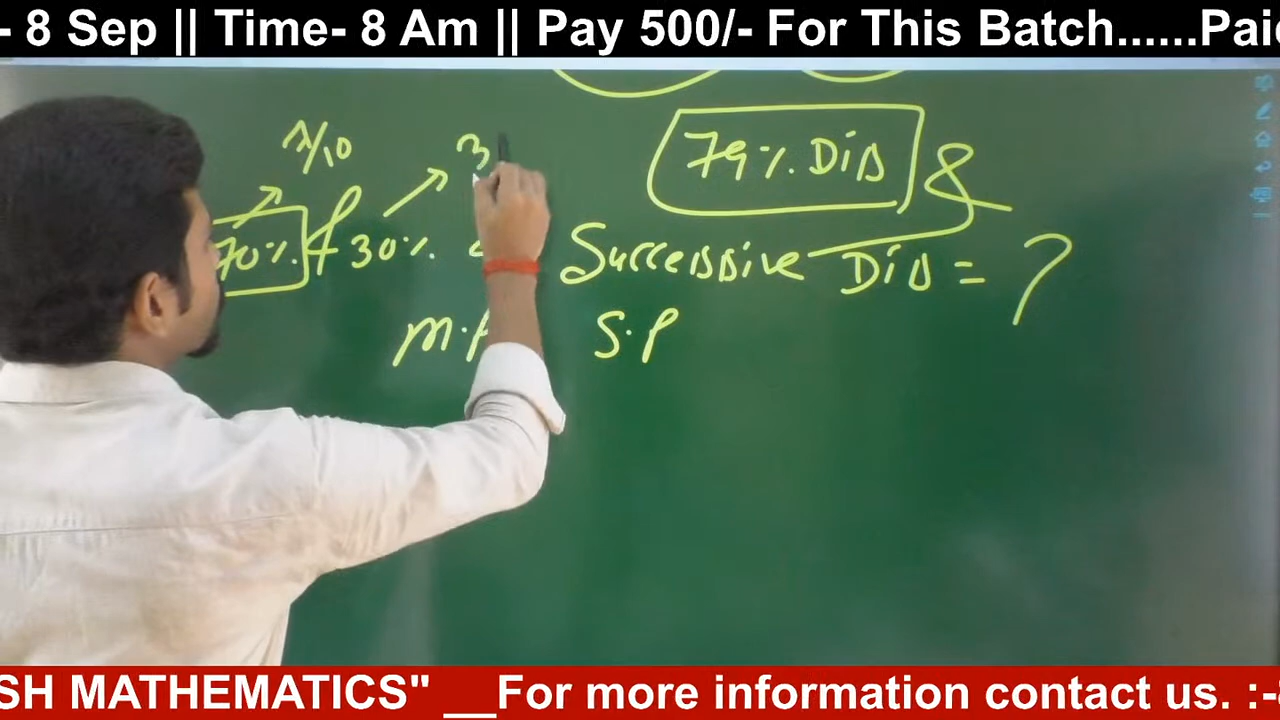 - 8 Sep || Time- 8 Am || Pay 500/- For This Batch......Paid
7/10 3
79% Dis &
70% & 30%
Successive Dis = ?
M.P S.P
SH MATHEMATICS" __For more information contact us. :-